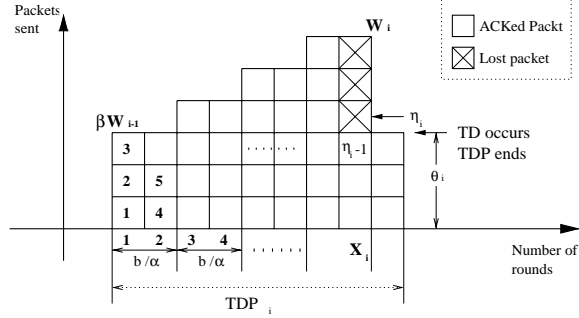 Packets
sent
W i
ACKed Packt
Lost packet
βW i-1
η i
3
η i -1
TD occurs
TDP ends
2 5
θ i
1 4
1 2 3 4
X i
Number of
rounds
b/α b/α
TDP i